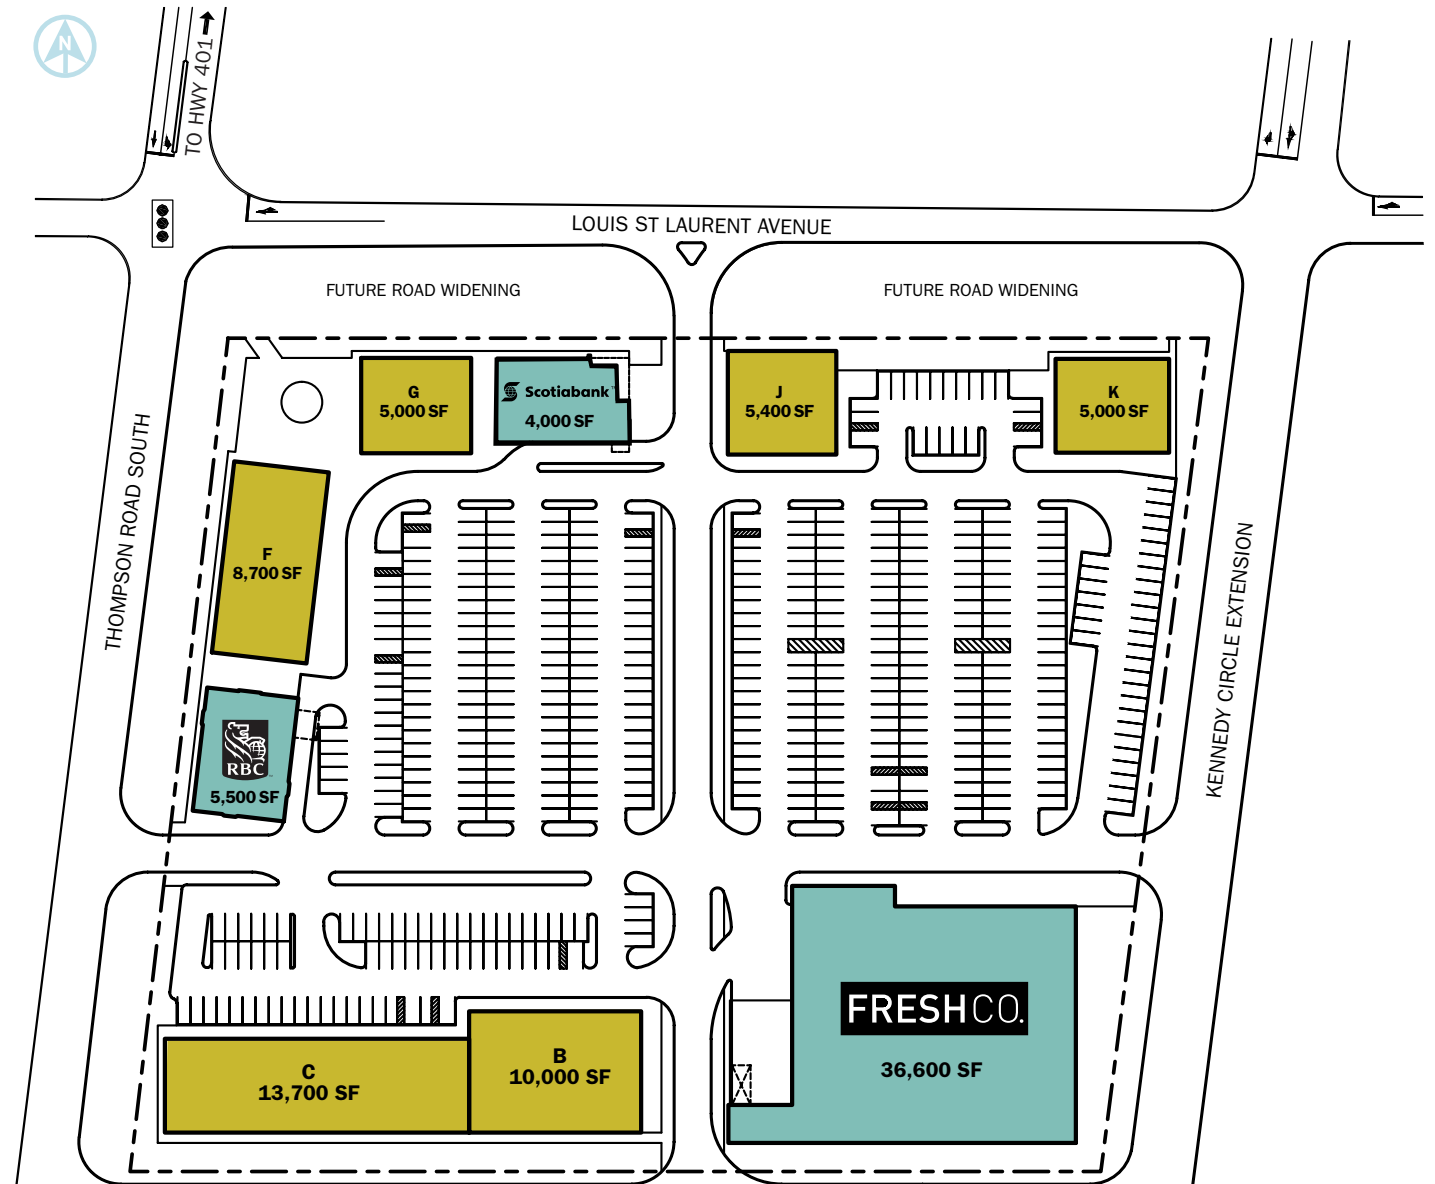 N
TO HWY 401
LOUIS ST LAURENT AVENUE
FUTURE ROAD WIDENING
FUTURE ROAD WIDENING
G
5,000 SF
Scotiabank
4,000 SF
J
5,400 SF
K
5,000 SF
THOMPSON ROAD SOUTH
F
8,700 SF
KENNEDY CIRCLE EXTENSION
RBC
5,500 SF
FRESHCO.
36,600 SF
C
13,700 SF
B
10,000 SF